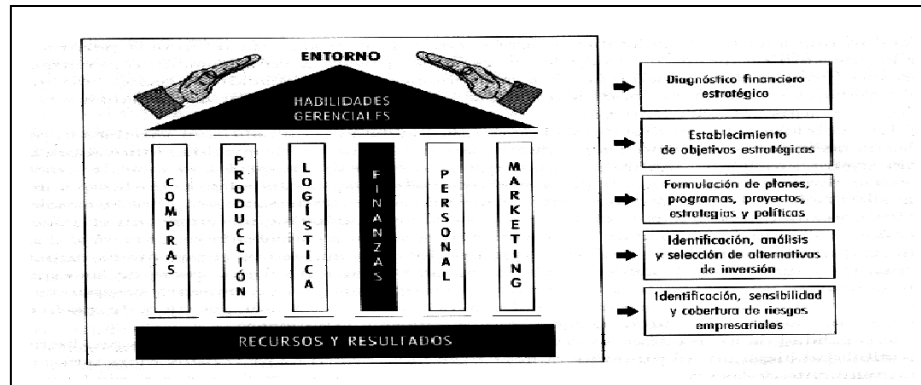 ENTORNO
HABILIDADES
GERENCIALES
COMPRAS
PRODUCCIÓN
LOGÍSTICA
FINANZAS
PERSONAL
MARKETING
RECURSOS Y RESULTADOS
Diagnóstico financiero
estratégico
Establecimiento
de objetivos estratégicos
Formulación de planes,
programas, proyectos,
estrategias y políticas
Identificación, análisis
y selección de alternativas
de inversión
Identificación, sensibilidad
y cobertura de riesgos
empresariales